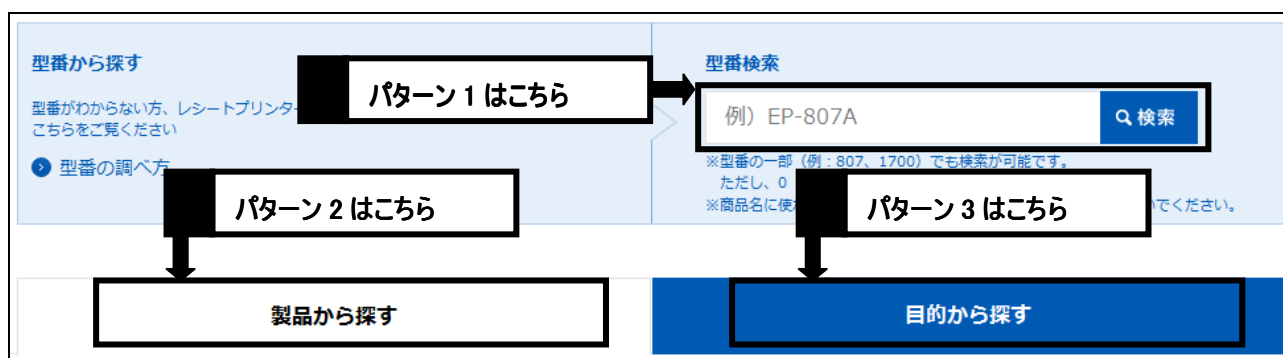 型番から探す
型番がわからない方、レシートプリンタ
こちらをご覧ください
型番の調べ方
パターン 1 はこちら
型番検索
例）EP-807A
検索
※型番の一部（例：807、1700）でも検索が可能です。
ただし、0
※商品名に使
でください。
パターン 2 はこちら
パターン 3 はこちら
製品から探す
目的から探す